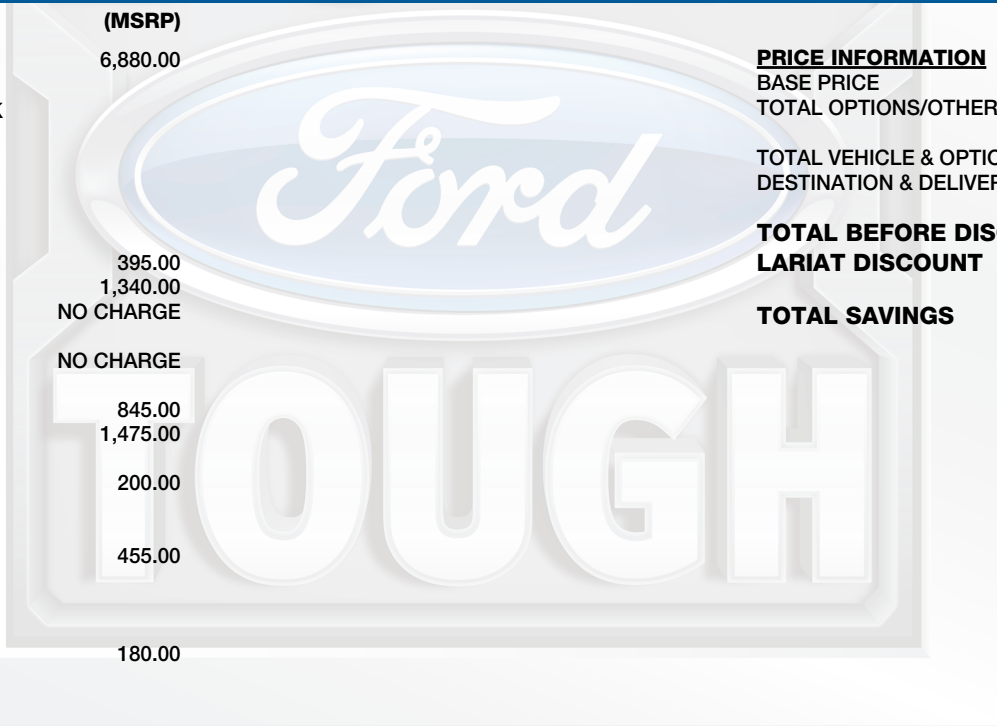 (MSRP)
6,880.00
395.00
1,340.00
NO CHARGE
NO CHARGE
845.00
1,475.00
200.00
455.00
180.00
PRICE INFORMATION
BASE PRICE
TOTAL OPTIONS/OTHER
TOTAL VEHICLE & OPTIO
DESTINATION & DELIVER
TOTAL BEFORE DIS
LARIAT DISCOUNT
TOTAL SAVINGS
Ford
TOUGH